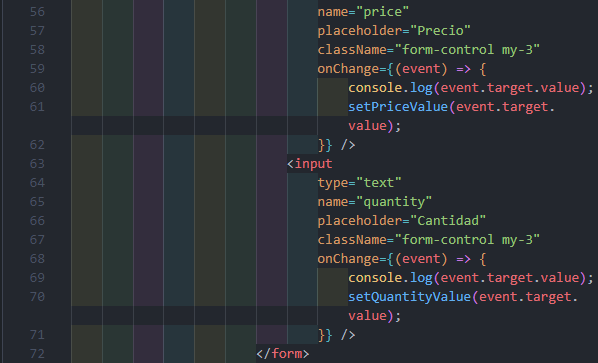 56 name="price"
57 placeholder="Precio"
58 className="form-control my-3"
59 onChange={(event) => {
60 console.log(event.target.value);
61 setPriceValue(event.target.
value);
62 }} />
63 <input
64 type="text"
65 name="quantity"
66 placeholder="Cantidad"
67 className="form-control my-3"
68 onChange={(event) => {
69 console.log(event.target.value);
70 setQuantityValue(event.target.
value);
71 }} />
72 </form>